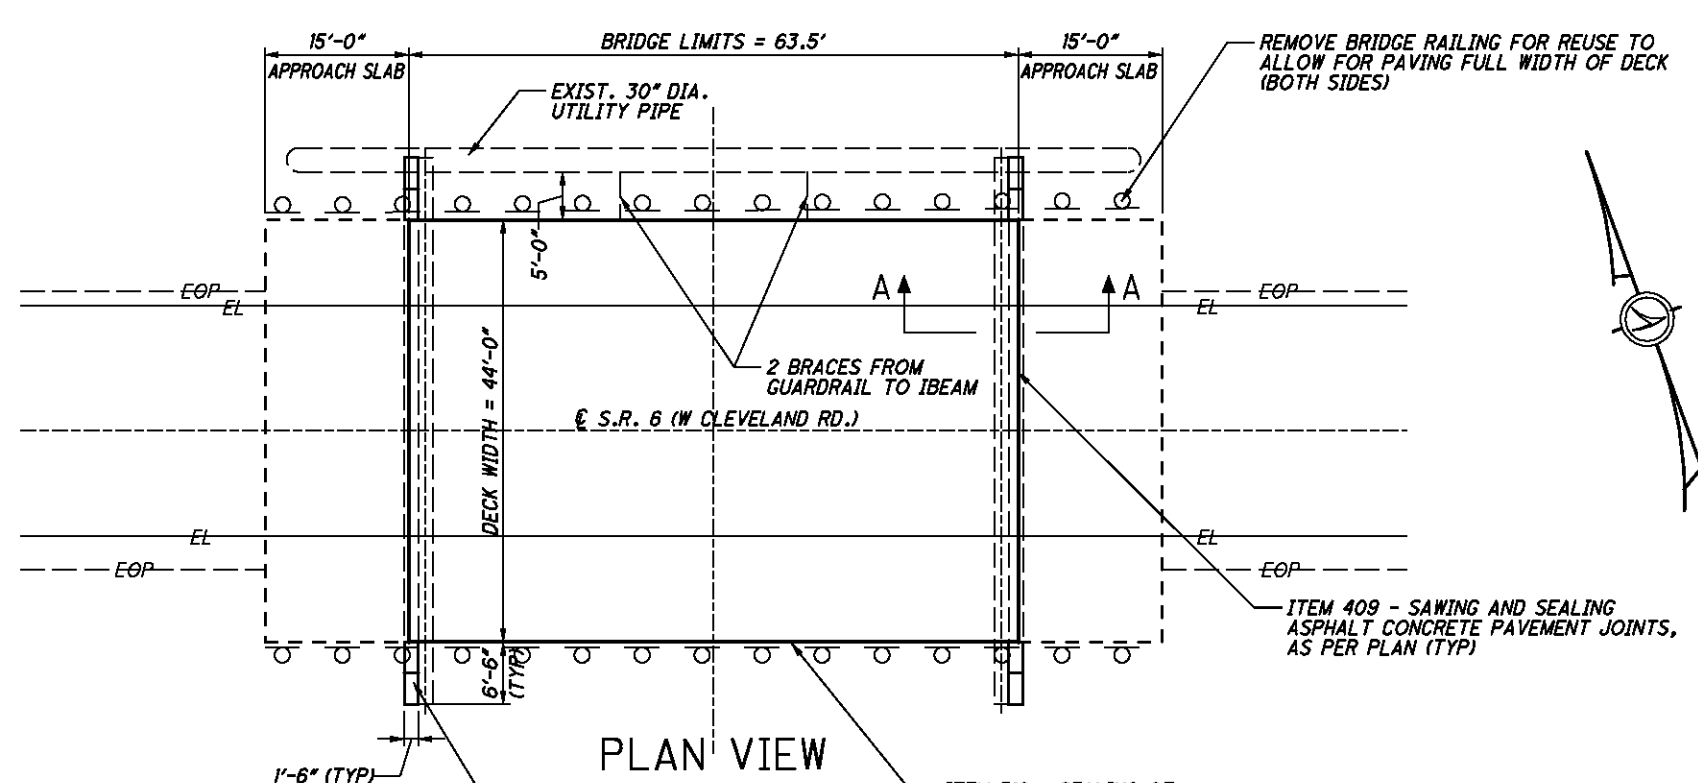 15'-0"
BRIDGE LIMITS = 63.5'
15'-0"
APPROACH SLAB
APPROACH SLAB
REMOVE BRIDGE RAILING FOR REUSE TO
ALLOW FOR PAVING FULL WIDTH OF DECK
(BOTH SIDES)
EXIST. 30" DIA.
UTILITY PIPE
5'-0"
A
A
EOP
EL
EOP
EL
DECK WIDTH = 44'-0"
2 BRACES FROM
GUARDRAIL TO IBEAM
℄ S.R. 6 (W CLEVELAND RD.)
EL
EOP
EL
EOP
ITEM 409 - SAWING AND SEALING
ASPHALT CONCRETE PAVEMENT JOINTS,
AS PER PLAN (TYP)
6'-6"
(TYP)
PLAN VIEW
1'-6" (TYP)